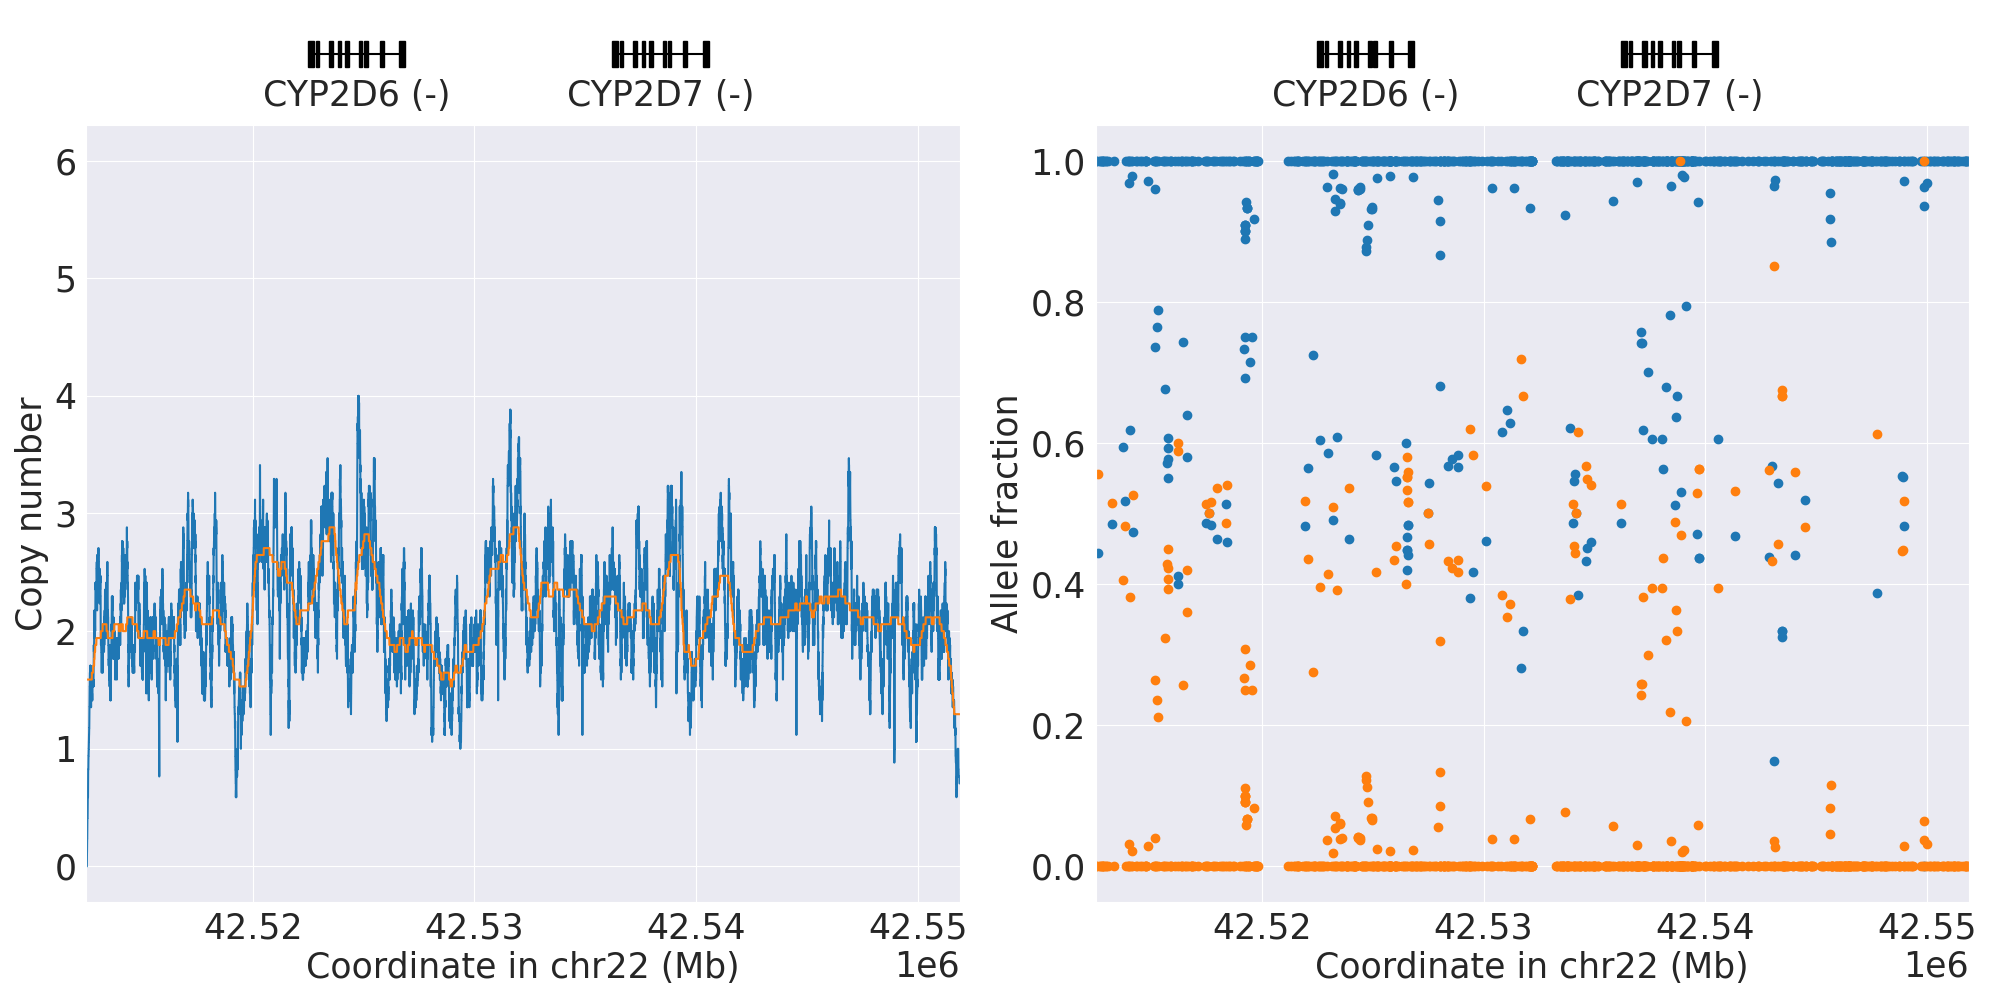 CYP2D6 (-)
CYP2D7 (-)
6
5
4
3
2
1
0
Copy number
42.52
42.53
42.54
42.55
Coordinate in chr22 (Mb)
1e6
CYP2D6 (-)
CYP2D7 (-)
1.0
0.8
0.6
0.4
0.2
0.0
Allele fraction
42.52
42.53
42.54
42.55
Coordinate in chr22 (Mb)
1e6